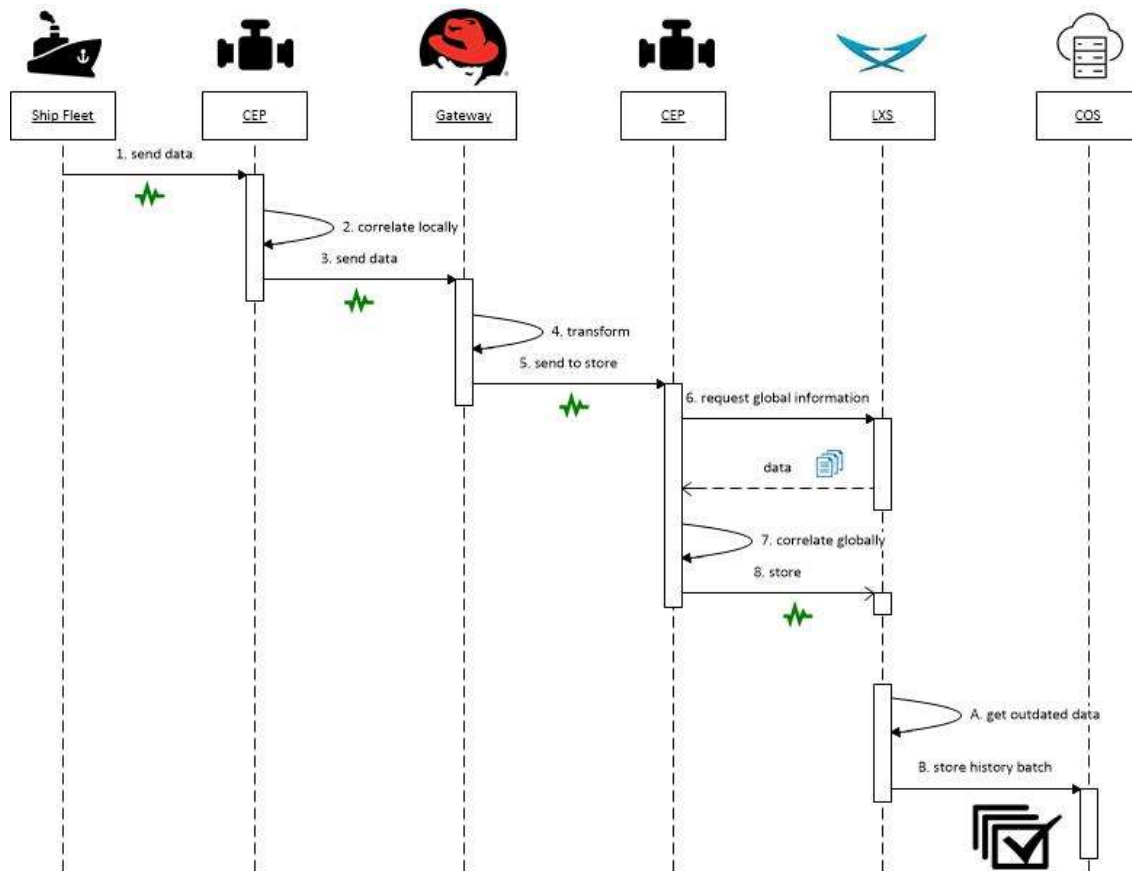 Ship Fleet
CEP
Gateway
CEP
LXS
COS
1. send data
2. correlate locally
3. send data
4. transform
5. send to store
6. request global information
data
7. correlate globally
8. store
A. get outdated data
B. store history batch